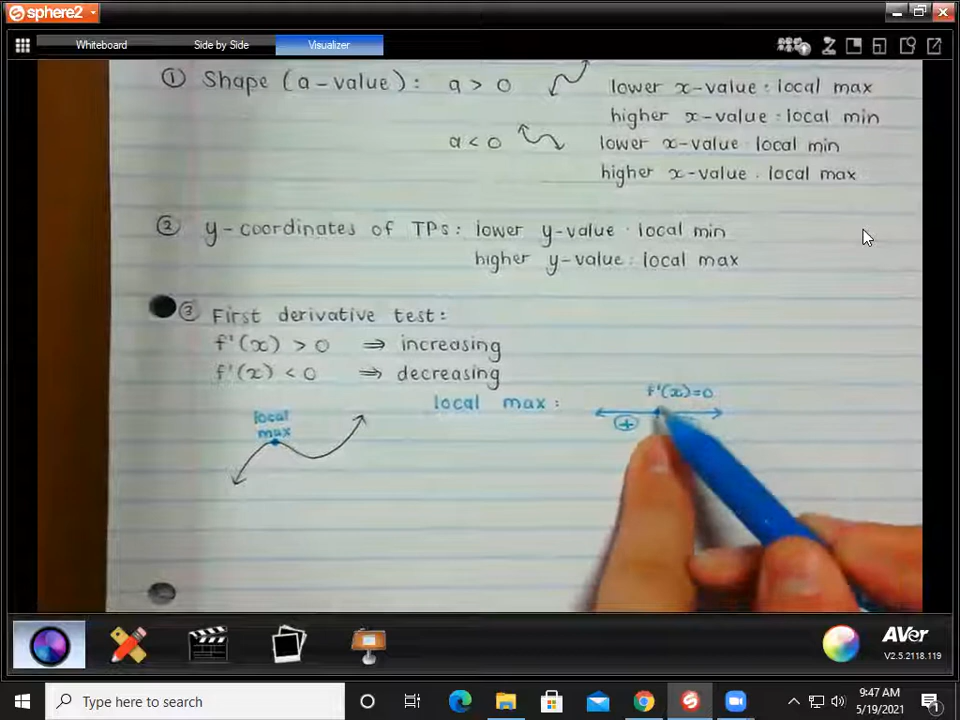 sphere2
Whiteboard
Side by Side
Visualizer
① Shape (a-value): a > 0 lower x-value: local max
higher x-value: local min
a < 0 lower x-value local min
higher x-value. local max
② y-coordinates of TPs: lower y-value. local min
higher y-value: local max
③ First derivative test:
f'(x) > 0 ⇒ increasing
f'(x) < 0 ⇒ decreasing
local max:
f'(x)=0
+
local
max
AVer
V2.5.2118.119
Type here to search
9:47 AM
5/19/2021
1